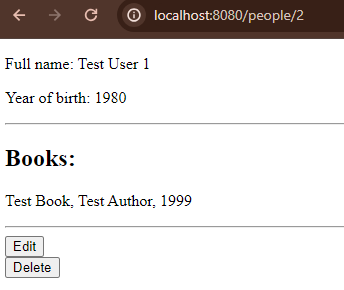 localhost:8080/people/2
Full name: Test User 1
Year of birth: 1980
Books:
Test Book, Test Author, 1999
Edit
Delete